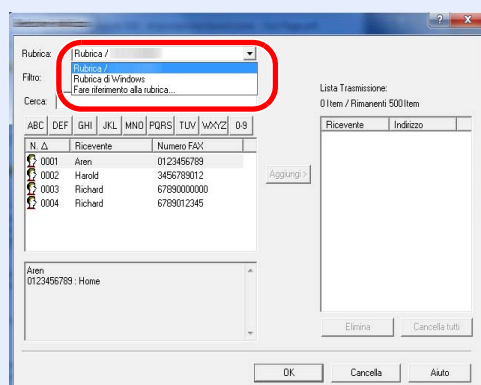 Rubrica: Rubrica /
Rubrica /
Rubrica di Windows
Fare riferimento alla rubrica...
Filtro:
Cerca:
Lista Trasmissione:
0 Item / Rimanenti 500 Item
ABC DEF GHI JKL MNO PQRS TUV WXYZ 0-9
N. △ Ricevente Numero FAX
0001 Aren 0123456789
0002 Harold 3456789012
0003 Richard 67890000000
0004 Richard 6789012345
Aggiungi >
Ricevente Indirizzo
Aren
0123456789 : Home
Elimina Cancella tutti
OK Cancella Aiuto